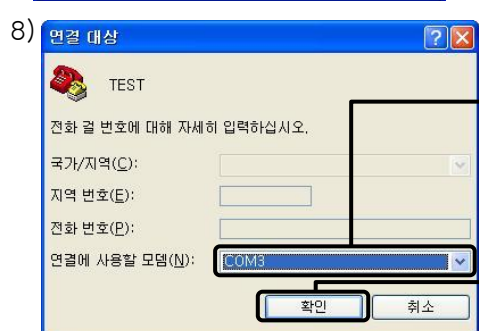 8)
연결 대상
TEST
전화 걸 번호에 대해 자세히 입력하십시오.
국가/지역(C):
지역 번호(E):
전화 번호(P):
연결에 사용할 모뎀(N): COM3
확인 취소